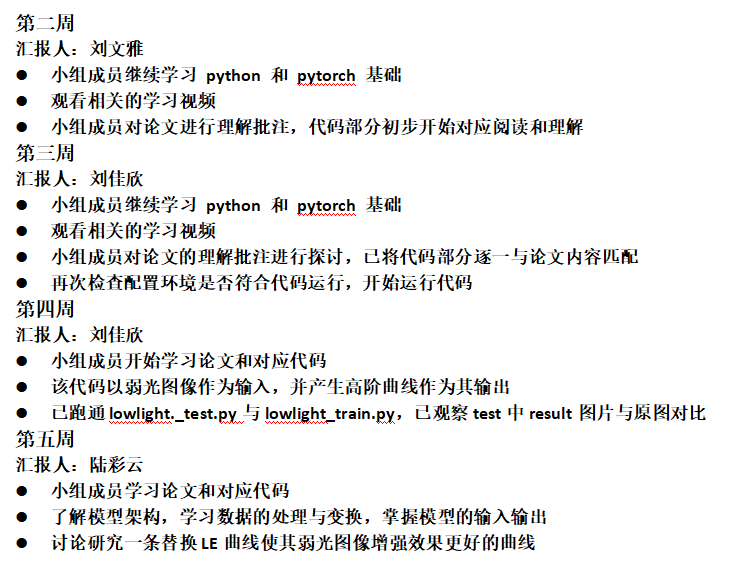 第二周
汇报人：刘文雅
● 小组成员继续学习 python 和 pytorch 基础
● 观看相关的学习视频
● 小组成员对论文进行理解批注，代码部分初步开始对应阅读和理解
第三周
汇报人：刘佳欣
● 小组成员继续学习 python 和 pytorch 基础
● 观看相关的学习视频
● 小组成员对论文的理解批注进行探讨，已将代码部分逐一与论文内容匹配
● 再次检查配置环境是否符合代码运行，开始运行代码
第四周
汇报人：刘佳欣
● 小组成员开始学习论文和对应代码
● 该代码以弱光图像作为输入，并产生高阶曲线作为其输出
● 已跑通 lowlight._test.py 与 lowlight_train.py，已观察 test 中 result 图片与原图对比
第五周
汇报人：陆彩云
● 小组成员学习论文和对应代码
● 了解模型架构，学习数据的处理与变换，掌握模型的输入输出
● 讨论研究一条替换 LE 曲线使其弱光图像增强效果更好的曲线